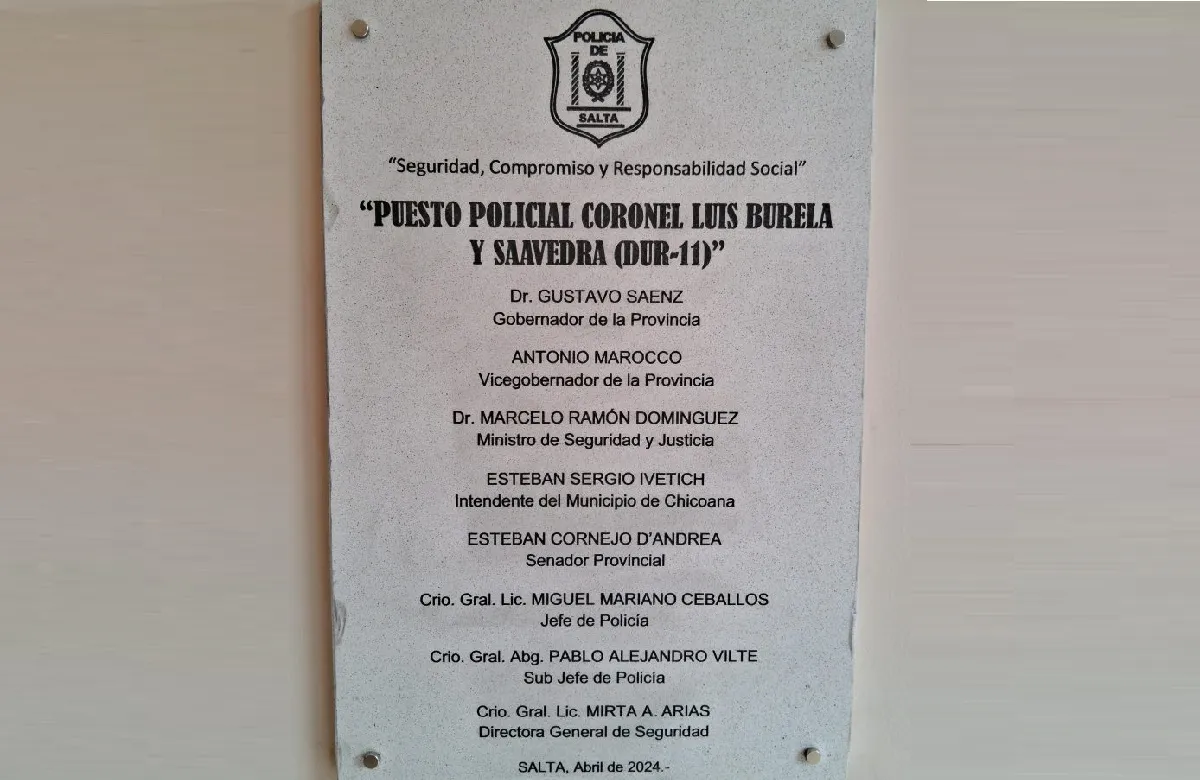 POLICIA
DE
SALTA
“Seguridad, Compromiso y Responsabilidad Social”
“PUESTO POLICIAL CORONEL LUIS BURELA
Y SAAVEDRA (DUR-11)”
Dr. GUSTAVO SAENZ
Gobernador de la Provincia
ANTONIO MAROCCO
Vicegobernador de la Provincia
Dr. MARCELO RAMÓN DOMINGUEZ
Ministro de Seguridad y Justicia
ESTEBAN SERGIO IVETICH
Intendente del Municipio de Chicoana
ESTEBAN CORNEJO D’ANDREA
Senador Provincial
Crio. Gral. Lic. MIGUEL MARIANO CEBALLOS
Jefe de Policía
Crio. Gral. Abg. PABLO ALEJANDRO VILTE
Sub Jefe de Policía
Crio. Gral. Lic. MIRTA A. ARIAS
Directora General de Seguridad
SALTA, Abril de 2024.-